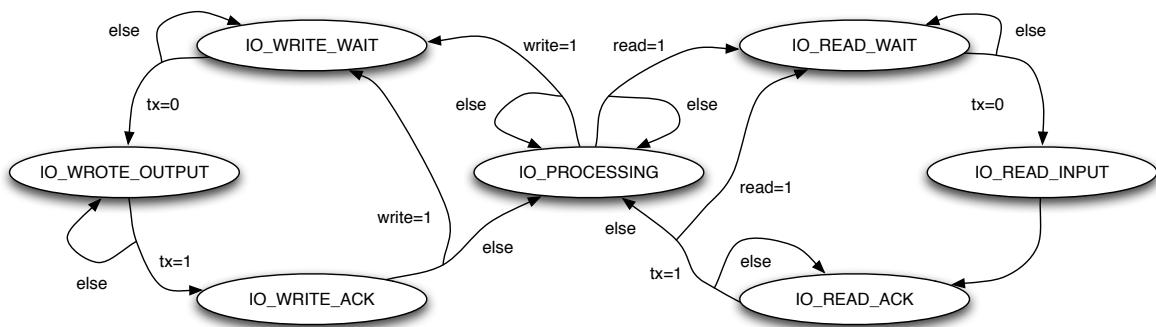 else
IO_WRITE_WAIT
write=1
read=1
IO_READ_WAIT
else
tx=0
else
else
tx=0
IO_WROTE_OUTPUT
IO_PROCESSING
IO_READ_INPUT
write=1
read=1
else
else
else
tx=1
tx=1
else
IO_WRITE_ACK
IO_READ_ACK